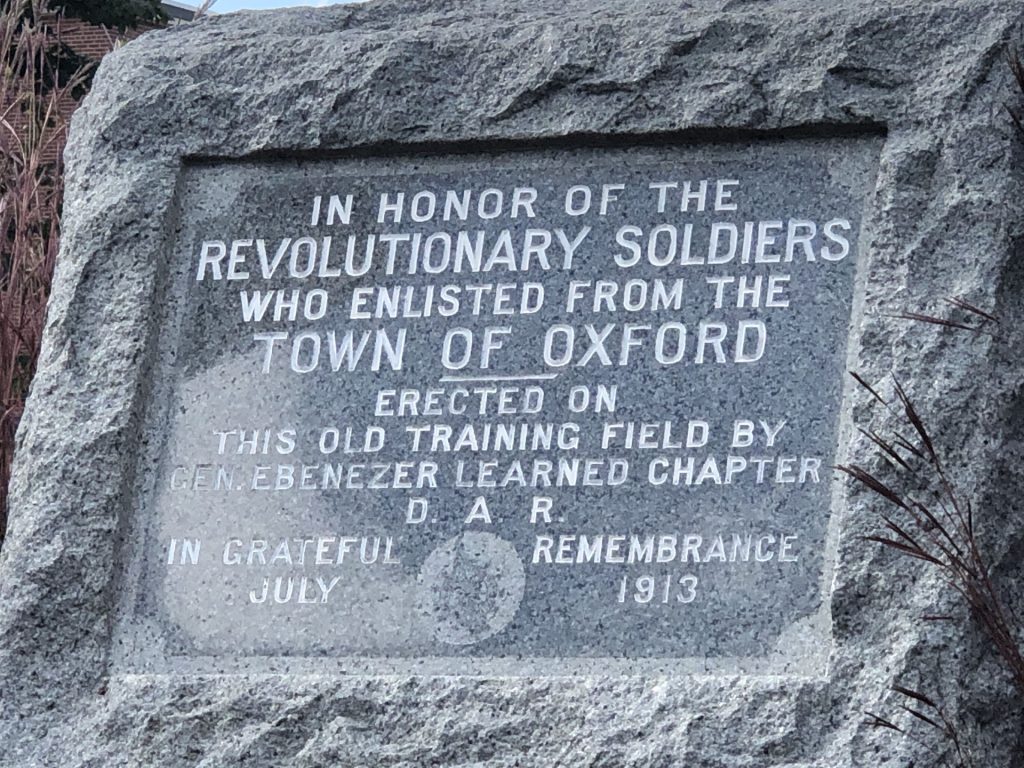 IN HONOR OF THE
REVOLUTIONARY SOLDIERS
WHO ENLISTED FROM THE
TOWN OF OXFORD
ERECTED ON
THIS OLD TRAINING FIELD BY
GEN. EBENEZER LEARNED CHAPTER
D. A. R.
IN GRATEFUL REMEMBRANCE
JULY 1913